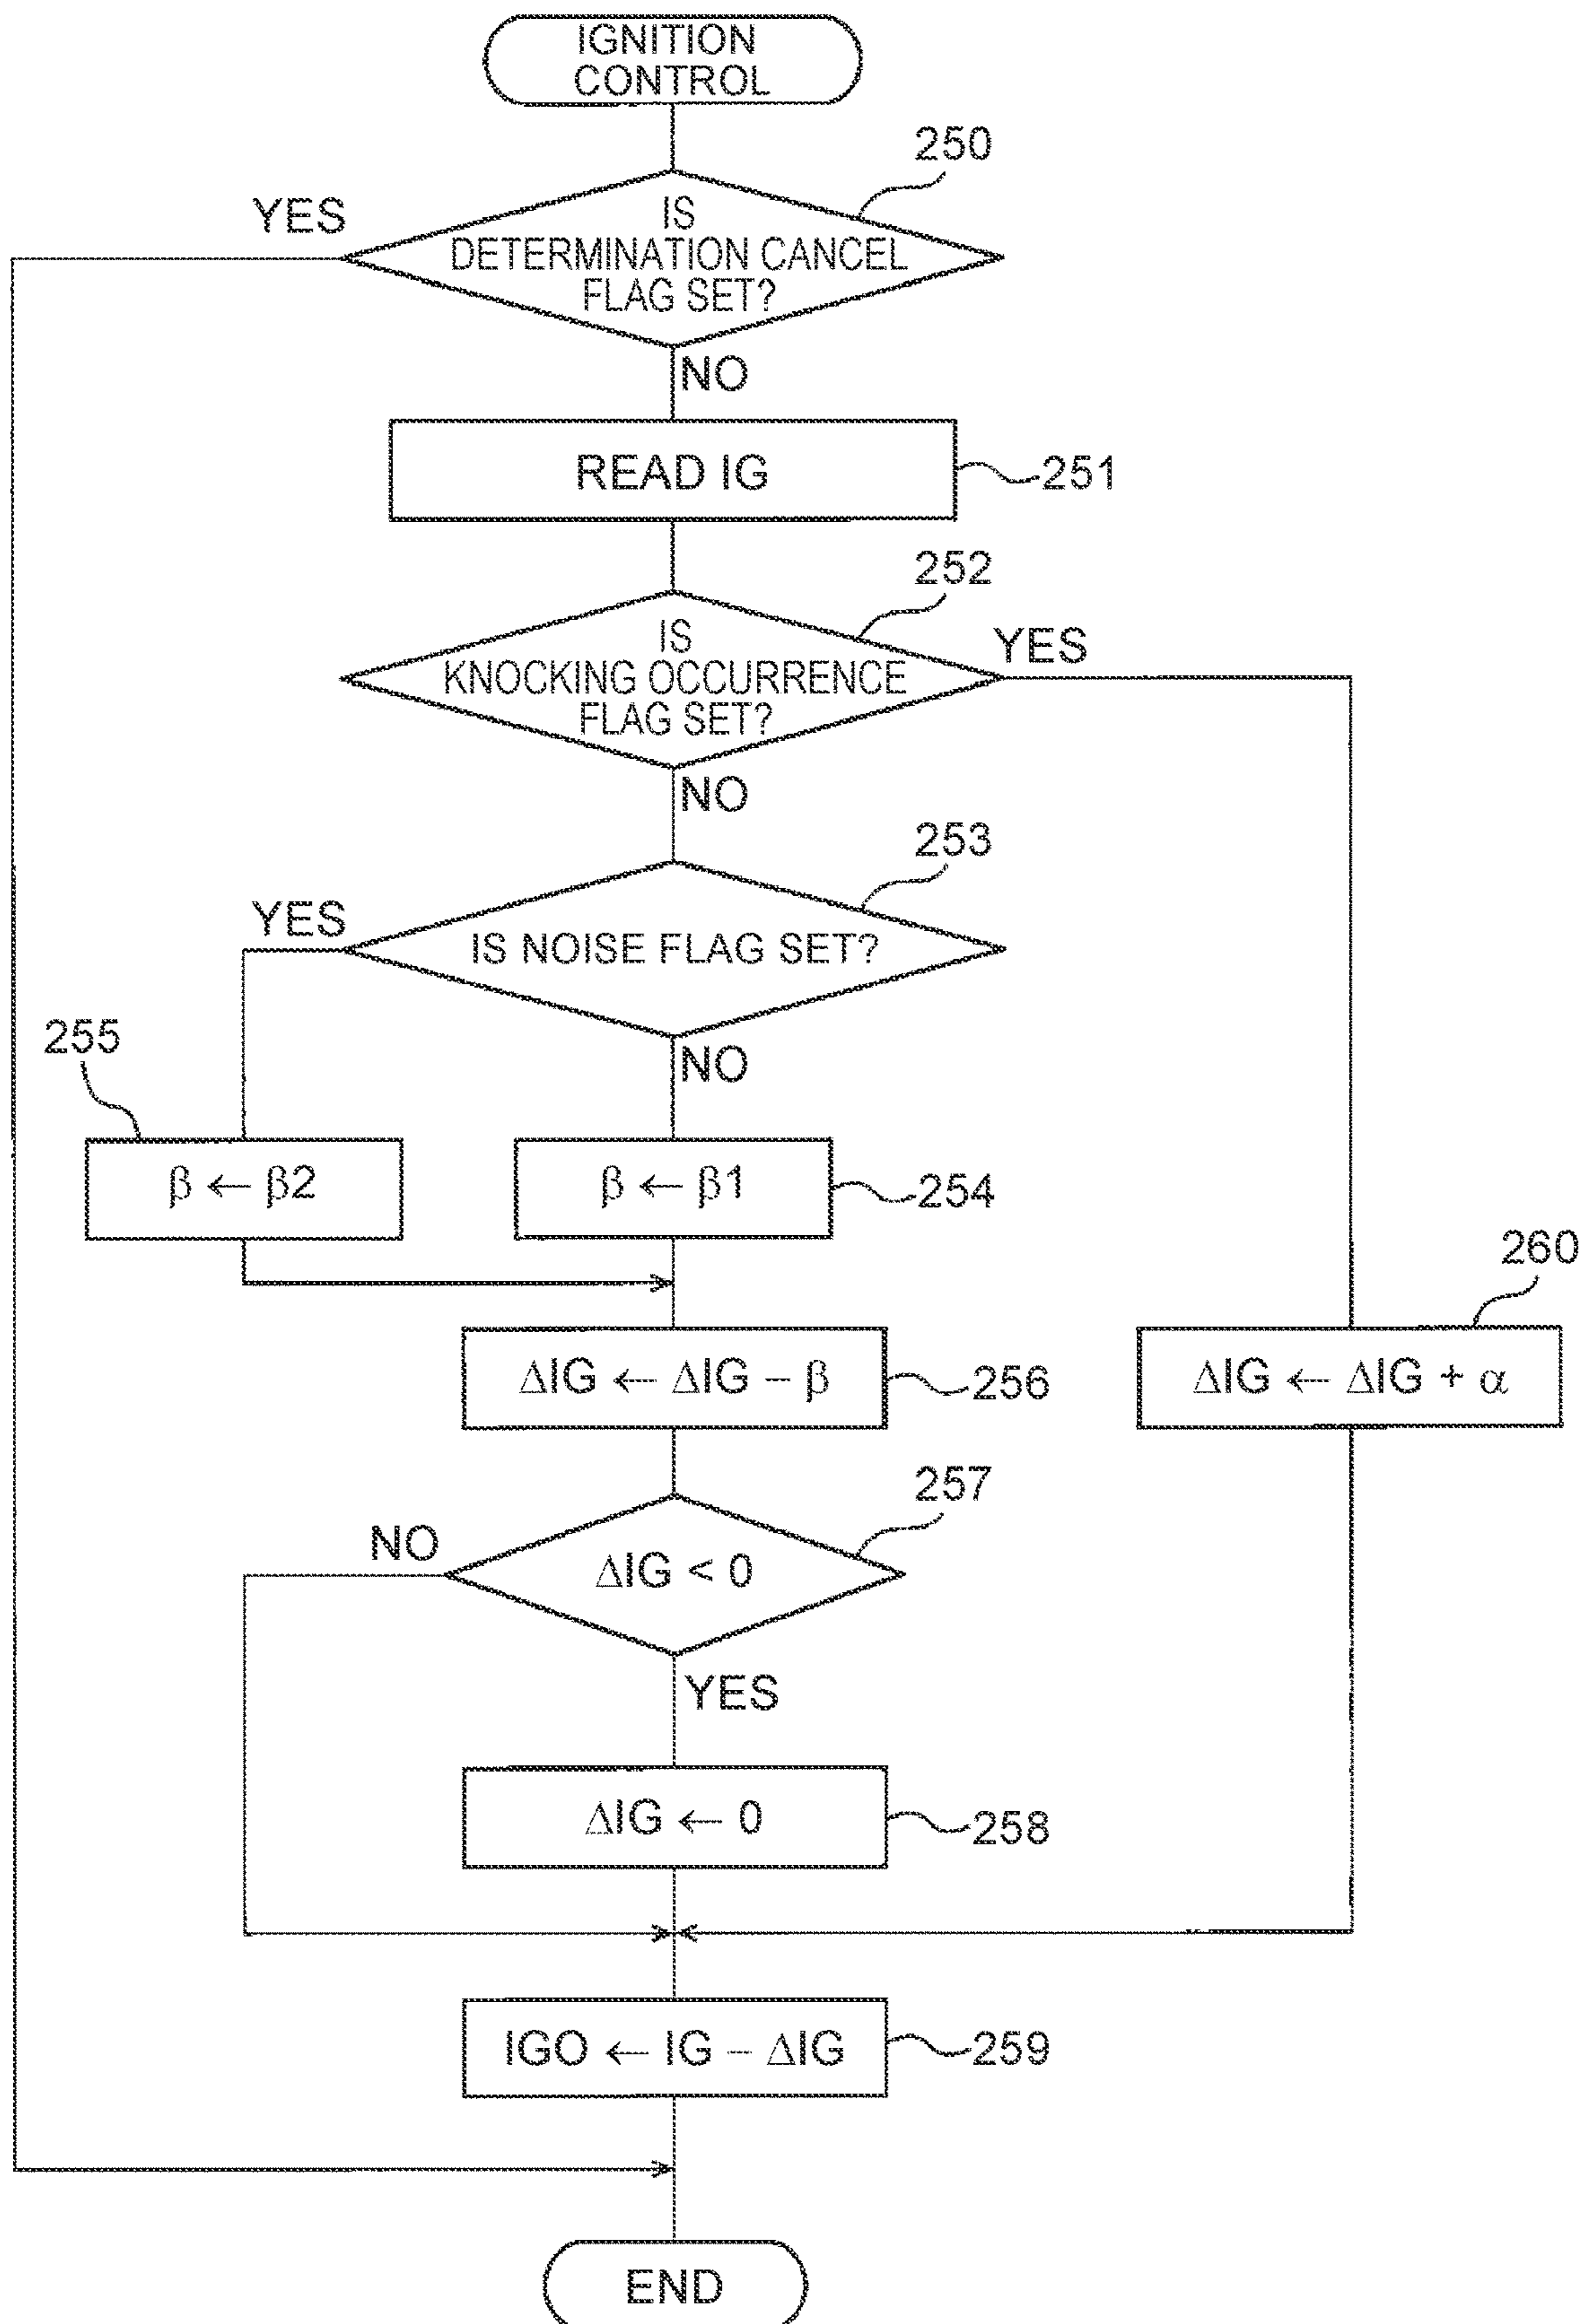 IGNITION
CONTROL
250
YES
IS
DETERMINATION CANCEL
FLAG SET?
NO
READ IG
251
252
IS
KNOCKING OCCURRENCE
FLAG SET?
YES
NO
253
YES
IS NOISE FLAG SET?
255
NO
β ← β2
β ← β1
254
260
ΔIG ← ΔIG – β
256
ΔIG ← ΔIG + α
257
NO
ΔIG < 0
YES
ΔIG ← 0
258
IGO ← IG – ΔIG
259
END